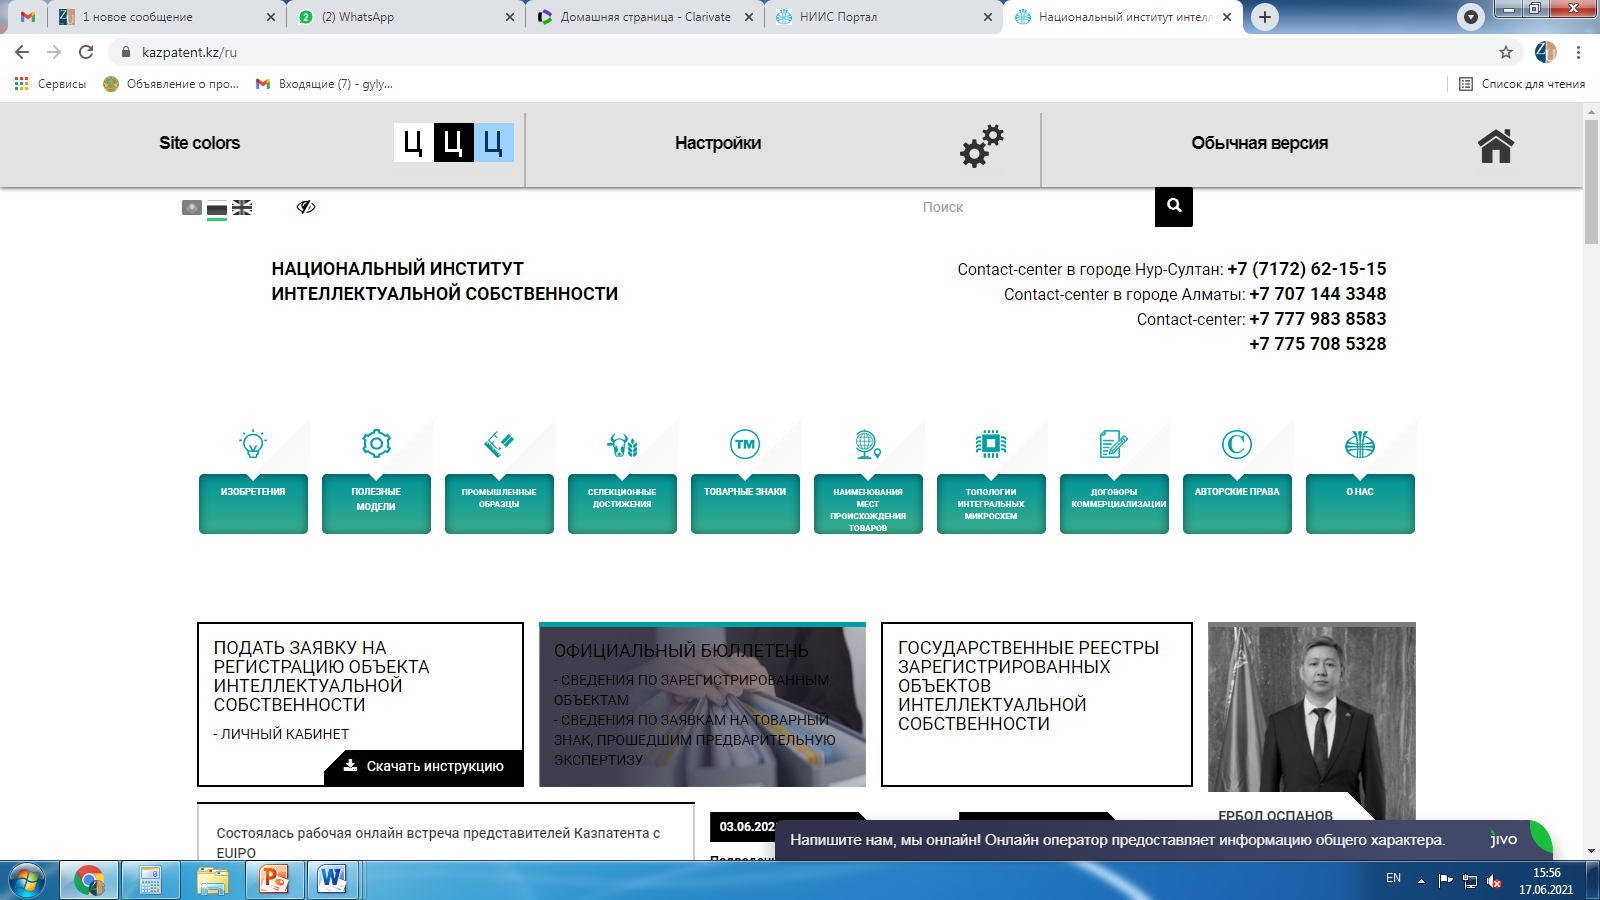 1 новое сообщение
(2) WhatsApp
Домашняя страница - Clarivate
НИИС Портал
Национальный институт интелл
kazpatent.kz/ru
Сервисы
Объявление о про...
Входящие (7) - gyly...
Список для чтения
Site colors
Ц Ц Ц
Настройки
Обычная версия
Поиск
НАЦИОНАЛЬНЫЙ ИНСТИТУТ
ИНТЕЛЛЕКТУАЛЬНОЙ СОБСТВЕННОСТИ
Contact-center в городе Нур-Султан: +7 (7172) 62-15-15
Contact-center в городе Алматы: +7 707 144 3348
Contact-center: +7 777 983 8583
+7 775 708 5328
TM
C
ИЗОБРЕТЕНИЯ
ПОЛЕЗНЫЕ
МОДЕЛИ
ПРОМЫШЛЕННЫЕ
ОБРАЗЦЫ
СЕЛЕКЦИОННЫЕ
ДОСТИЖЕНИЯ
ТОВАРНЫЕ ЗНАКИ
НАИМЕНОВАНИЯ
МЕСТ
ПРОИСХОЖДЕНИЯ
ТОВАРОВ
ТОПОЛОГИИ
ИНТЕГРАЛЬНЫХ
МИКРОСХЕМ
ДОГОВОРЫ
КОММЕРЦИАЛИЗАЦИИ
АВТОРСКИЕ ПРАВА
О НАС
ПОДАТЬ ЗАЯВКУ НА
РЕГИСТРАЦИЮ ОБЪЕКТА
ИНТЕЛЛЕКТУАЛЬНОЙ
СОБСТВЕННОСТИ
- ЛИЧНЫЙ КАБИНЕТ
Скачать инструкцию
ОФИЦИАЛЬНЫЙ БЮЛЛЕТЕНЬ
- СВЕДЕНИЯ ПО ЗАРЕГИСТРИРОВАННЫМ
ОБЪЕКТАМ
- СВЕДЕНИЯ ПО ЗАЯВКАМ НА ТОВАРНЫЙ
ЗНАК, ПРОШЕДШИМ ПРЕДВАРИТЕЛЬНУЮ
ЭКСПЕРТИЗУ
ГОСУДАРСТВЕННЫЕ РЕЕСТРЫ
ЗАРЕГИСТРИРОВАННЫХ
ОБЪЕКТОВ
ИНТЕЛЛЕКТУАЛЬНОЙ
СОБСТВЕННОСТИ
ЕРБОЛ ОСПАНОВ
Состоялась рабочая онлайн встреча представителей Казпатента с
EUIPO
03.06.202
Напишите нам, мы онлайн! Онлайн оператор предоставляет информацию общего характера.
jivo
EN
15:56
17.06.2021